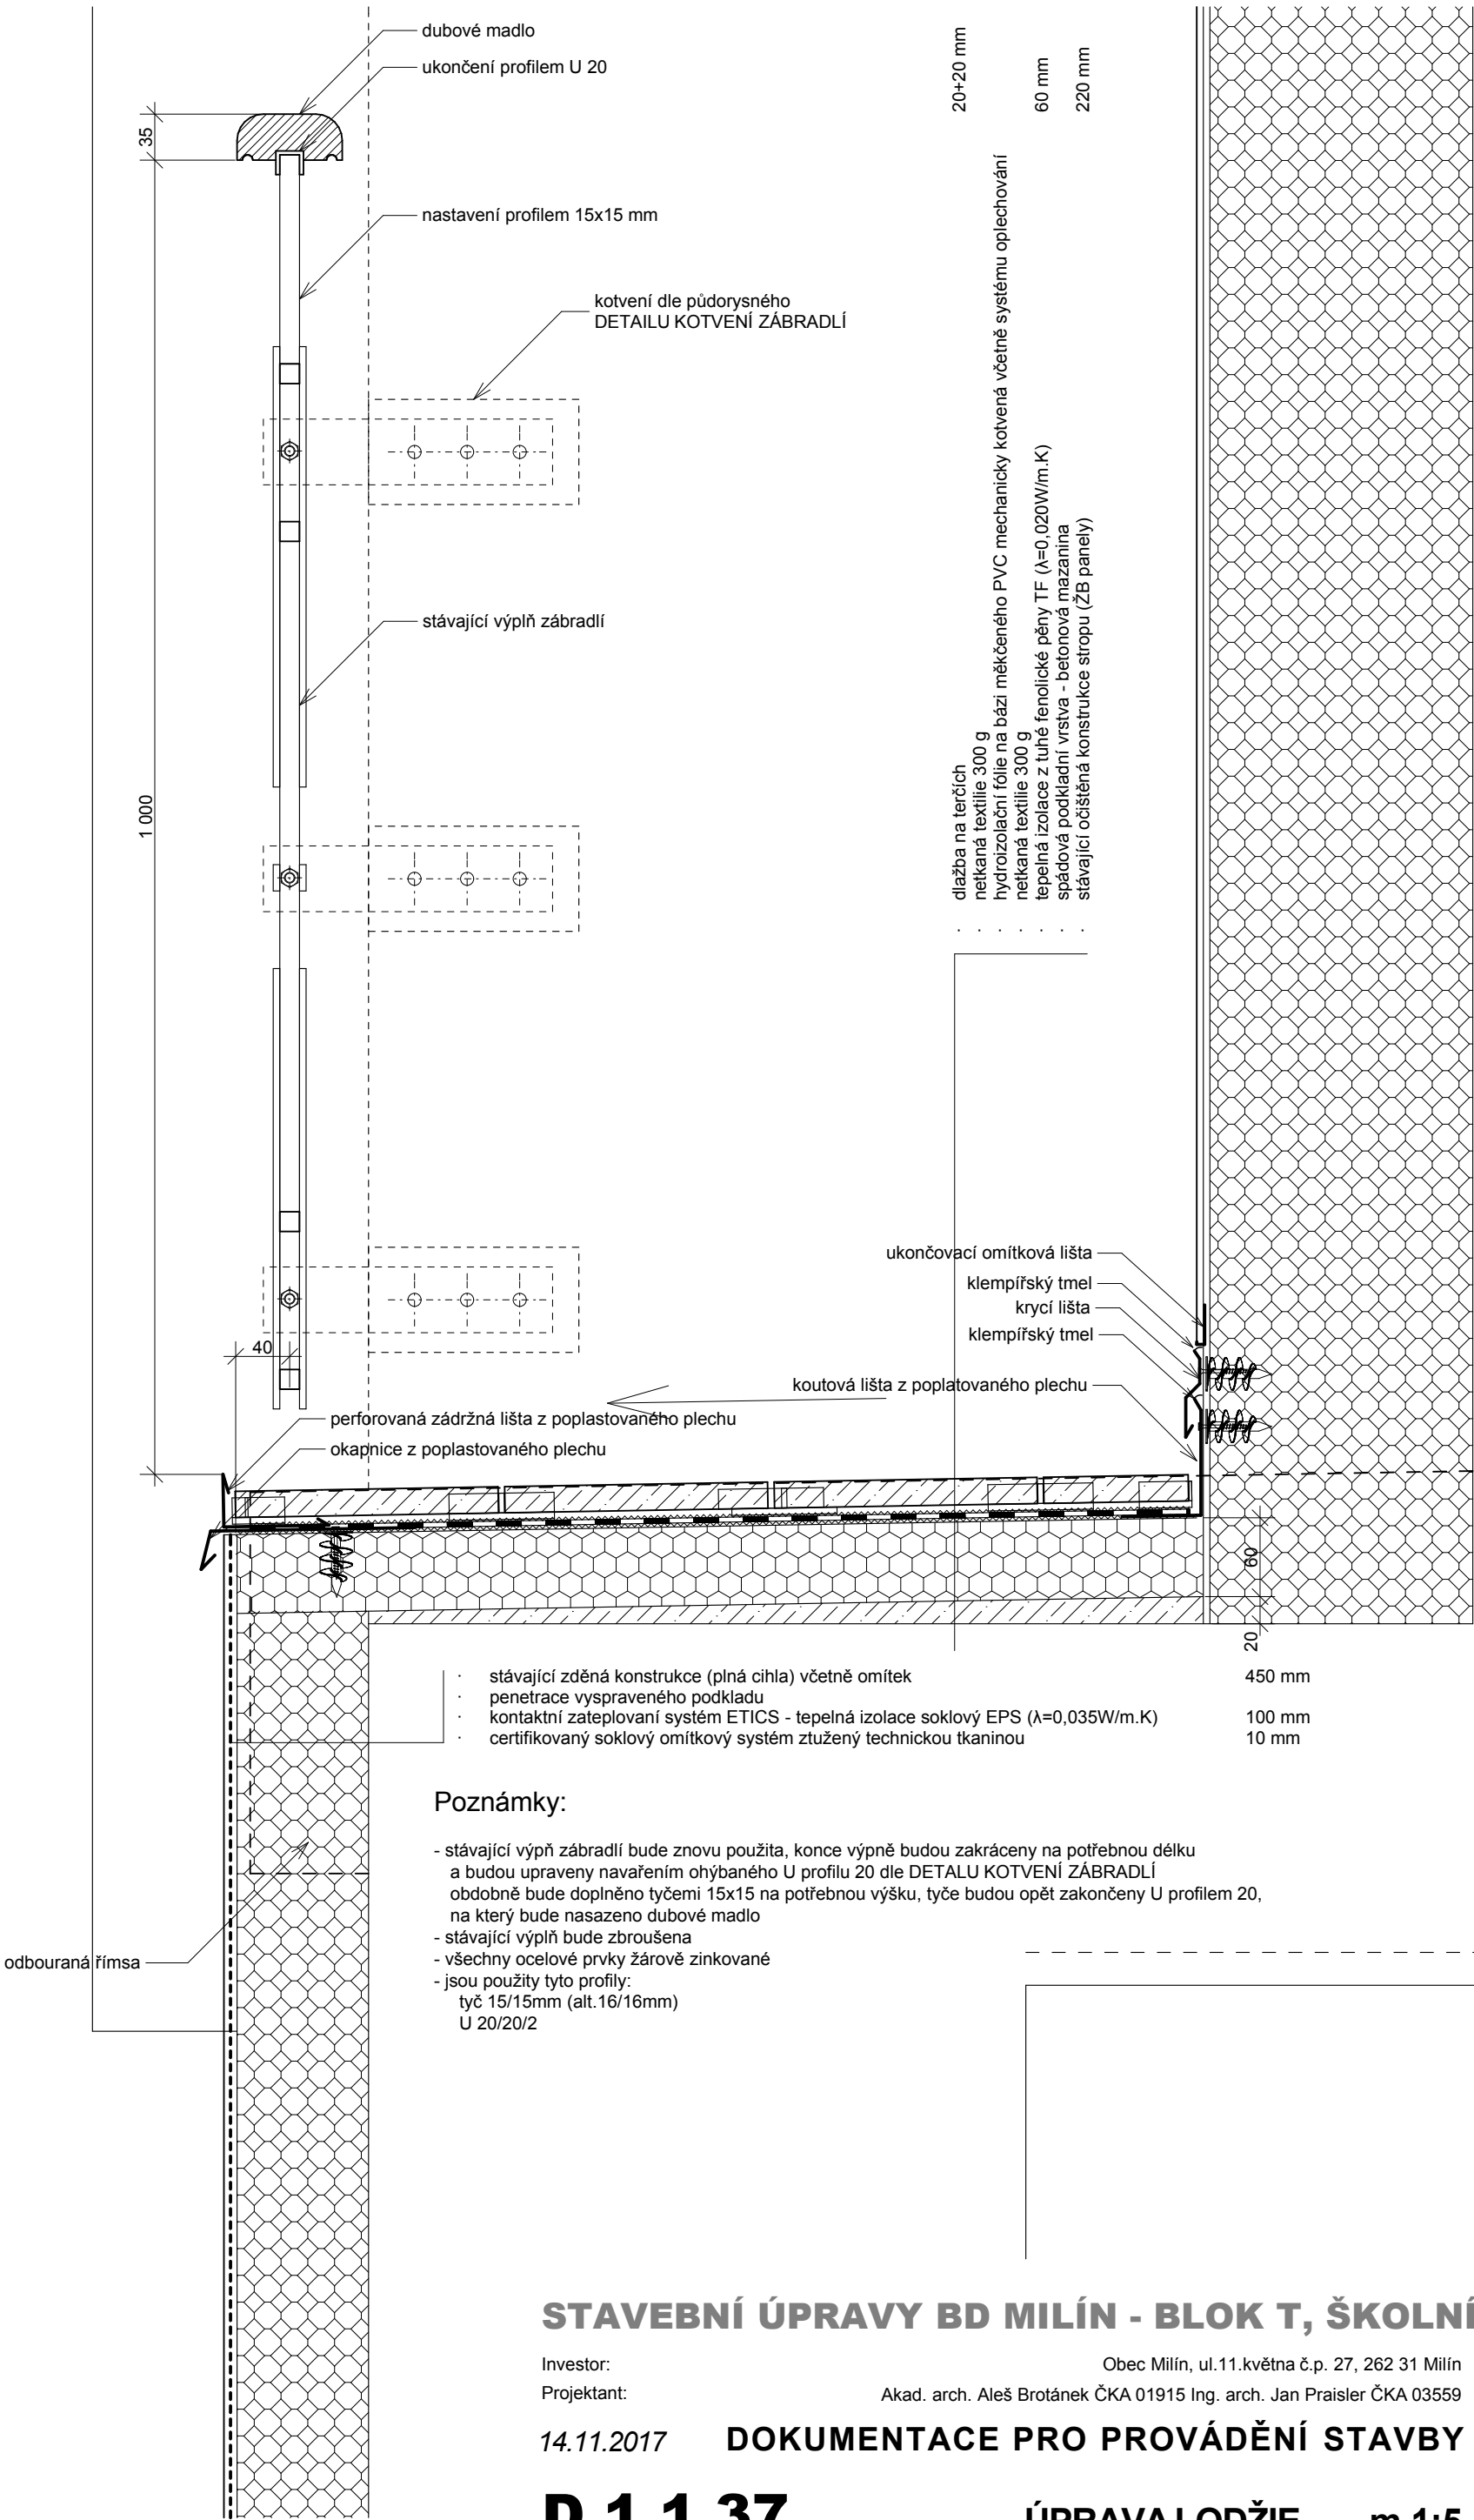 dubové madlo
ukončení profilem U 20
35
nastavení profilem 15x15 mm
kotvení dle půdorysného
DETAILU KOTVENÍ ZÁBRADLÍ
stávající výplň zábradlí
1 000
dlažba na terčích 20+20 mm
netkaná textilie 300 g
hydroizolační fólie na bázi měkčeného PVC mechanicky kotvená včetně systému oplechování
netkaná textilie 300 g
tepelná izolace z tuhé fenolické pěny TF (λ=0,020W/m.K) 60 mm
spádová podkladní vrstva - betonová mazanina
stávající očištěná konstrukce stropu (ŽB panely) 220 mm
ukončovací omítková lišta
klempířský tmel
krycí lišta
klempířský tmel
40
koutová lišta z poplatovaného plechu
perforovaná zádržná lišta z poplastovaného plechu
okapnice z poplastovaného plechu
60
20
· stávající zděná konstrukce (plná cihla) včetně omítek 450 mm
· penetrace vyspraveného podkladu
· kontaktní zateplovaní systém ETICS - tepelná izolace soklový EPS (λ=0,035W/m.K) 100 mm
· certifikovaný soklový omítkový systém ztužený technickou tkaninou 10 mm
Poznámky:
- stávající výpň zábradlí bude znovu použita, konce výpně budou zakráceny na potřebnou délku
a budou upraveny navařením ohýbaného U profilu 20 dle DETALU KOTVENÍ ZÁBRADLÍ
obdobně bude doplněno tyčemi 15x15 na potřebnou výšku, tyče budou opět zakončeny U profilem 20,
na který bude nasazeno dubové madlo
- stávající výplň bude zbroušena
- všechny ocelové prvky žárově zinkované
- jsou použity tyto profily:
tyč 15/15mm (alt.16/16mm)
U 20/20/2
odbouraná římsa
STAVEBNÍ ÚPRAVY BD MILÍN - BLOK T, ŠKOLNÍ
Investor: Obec Milín, ul.11.května č.p. 27, 262 31 Milín
Projektant: Akad. arch. Aleš Brotánek ČKA 01915 Ing. arch. Jan Praisler ČKA 03559
14.11.2017 DOKUMENTACE PRO PROVÁDĚNÍ STAVBY
D.1.1.37 ÚPRAVA LODŽIE m 1:5